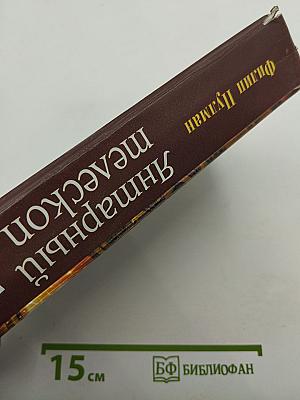 Филип Пулман
Янтарный
телескоп
15 см
БФ БИБЛИОФАН